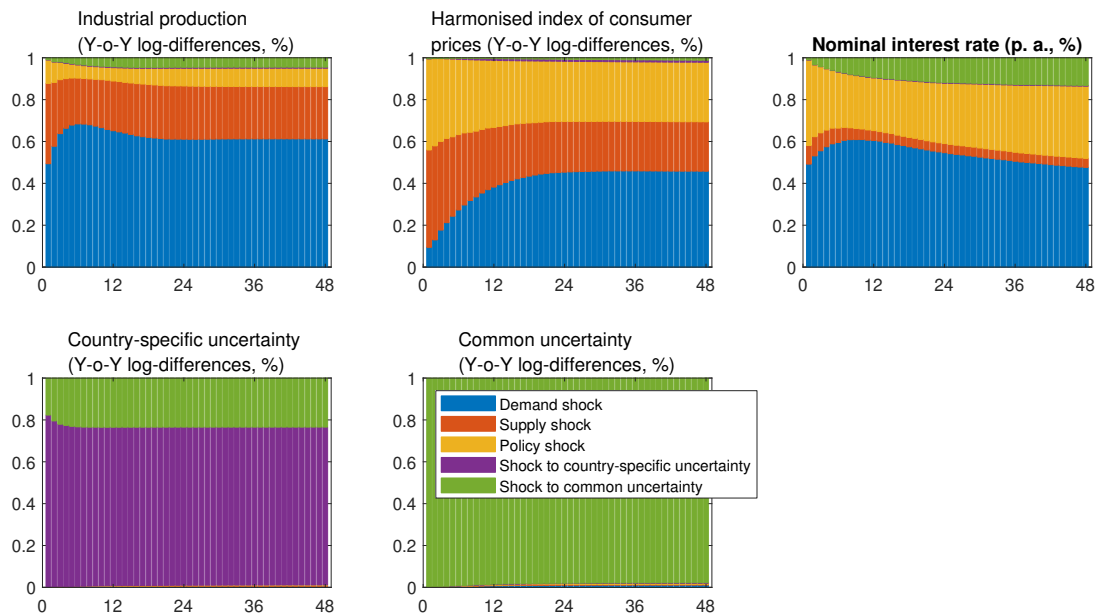 Industrial production
(Y-o-Y log-differences, %)
1
0.8
0.6
0.4
0.2
0
0 12 24 36 48
Harmonised index of consumer
prices (Y-o-Y log-differences, %)
1
0.8
0.6
0.4
0.2
0
0 12 24 36 48
Nominal interest rate (p. a., %)
1
0.8
0.6
0.4
0.2
0
0 12 24 36 48
Country-specific uncertainty
(Y-o-Y log-differences, %)
1
0.8
0.6
0.4
0.2
0
0 12 24 36 48
Common uncertainty
(Y-o-Y log-differences, %)
1
0.8
0.6
0.4
0.2
0
0 12 24 36 48
Demand shock
Supply shock
Policy shock
Shock to country-specific uncertainty
Shock to common uncertainty